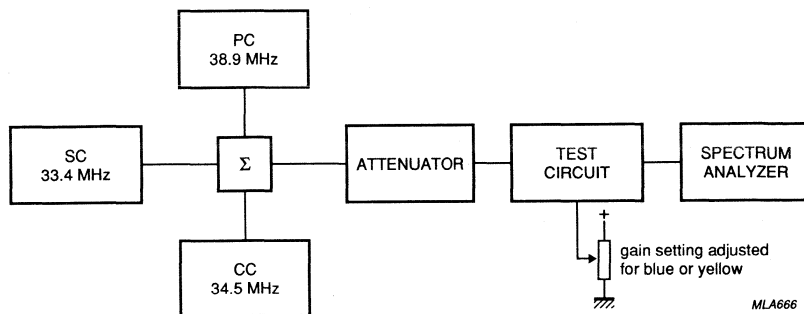 PC
38.9 MHz
SC
33.4 MHz
Σ
ATTENUATOR
TEST
CIRCUIT
SPECTRUM
ANALYZER
CC
34.5 MHz
+
gain setting adjusted
for blue or yellow
MLA666